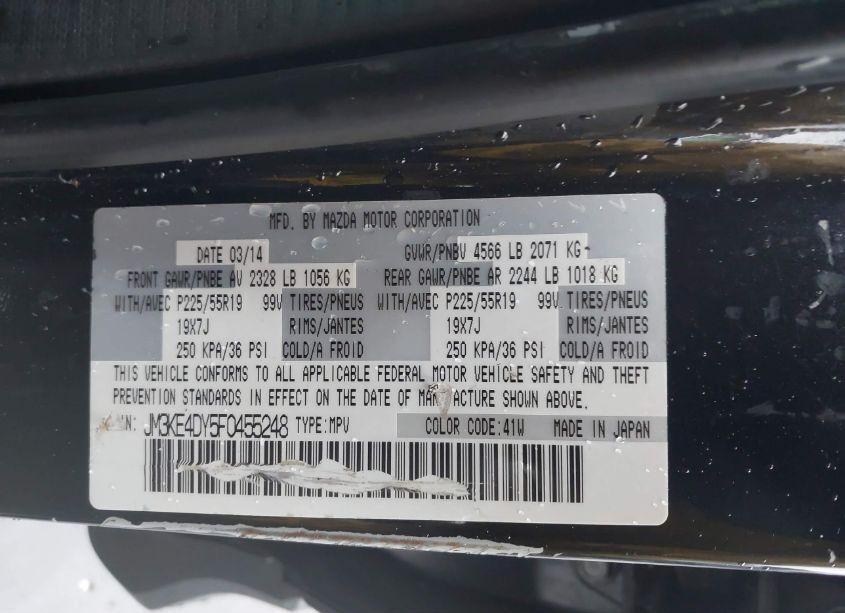 MFD. BY MAZDA MOTOR CORPORATION
DATE 03/14 GVWR/PNBV 4566 LB 2071 KG
FRONT GAWR/PNBE AV 2328 LB 1056 KG REAR GAWR/PNBE AR 2244 LB 1018 KG
WITH/AVEC P225/55R19 99V TIRES/PNEUS WITH/AVEC P225/55R19 99V TIRES/PNEUS
19X7J RIMS/JANTES 19X7J RIMS/JANTES
250 KPA/36 PSI COLD/A FROID 250 KPA/36 PSI COLD/A FROID
THIS VEHICLE CONFORMS TO ALL APPLICABLE FEDERAL MOTOR VEHICLE SAFETY AND THEFT
PREVENTION STANDARDS IN EFFECT ON THE DATE OF MANUFACTURE SHOWN ABOVE.
JM3KE4DY5F0455248 TYPE:MPV COLOR CODE:41W MADE IN JAPAN